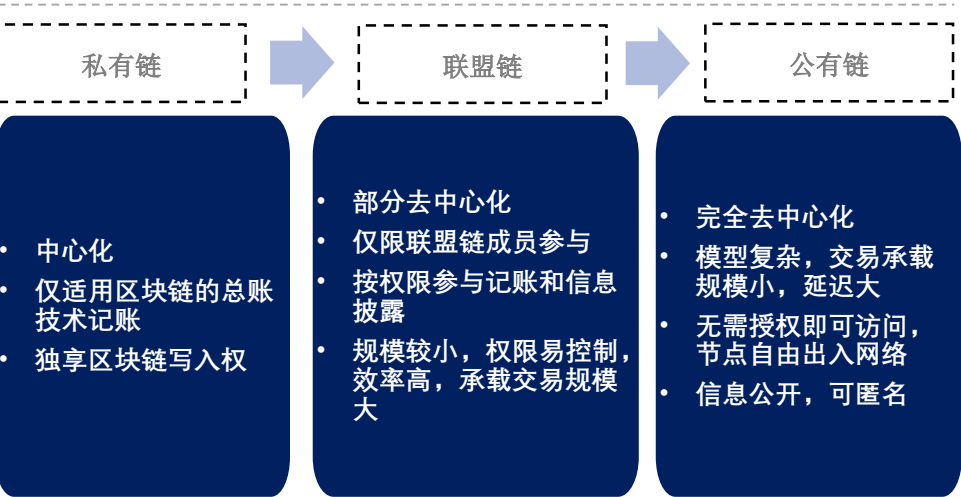 私有链
联盟链
公有链
• 中心化
• 仅适用区块链的总账
技术记账
• 独享区块链写入权
• 部分去中心化
• 仅限联盟链成员参与
• 按权限参与记账和信息
披露
• 规模较小，权限易控制，
效率高，承载交易规模
大
• 完全去中心化
• 模型复杂，交易承载
规模小，延迟大
• 无需授权即可访问，
节点自由出入网络
• 信息公开，可匿名